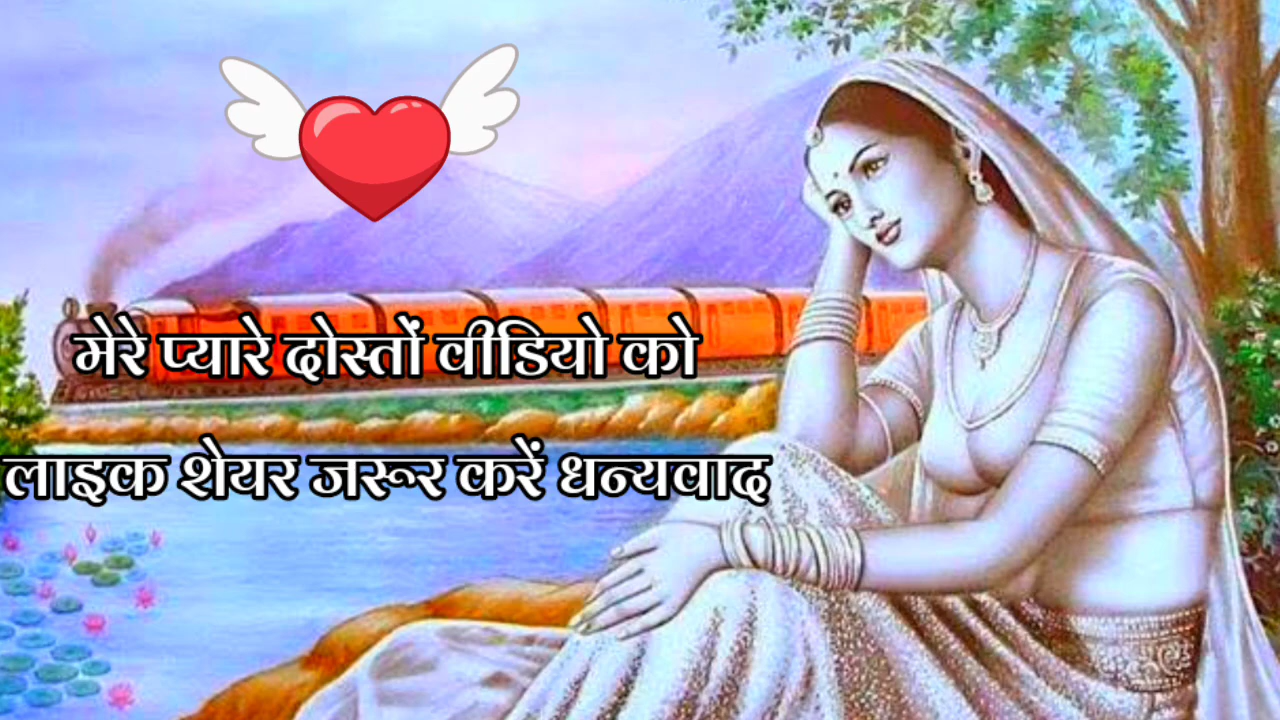 मेरे प्यारे दोस्तों वीडियो को
लाइक शेयर जरूर करें धन्यवाद